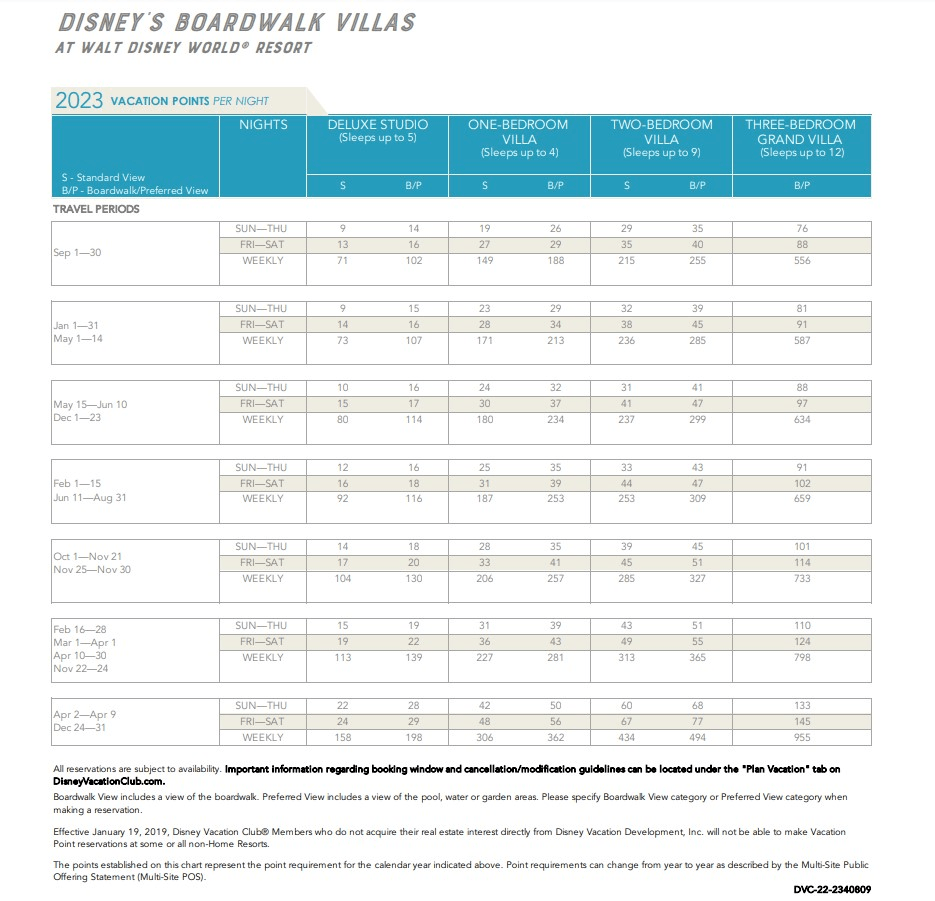 DISNEY'S BOARDWALK VILLAS
AT WALT DISNEY WORLD® RESORT
2023 VACATION POINTS PER NIGHT
NIGHTS DELUXE STUDIO ONE-BEDROOM TWO-BEDROOM THREE-BEDROOM
(Sleeps up to 5) VILLA VILLA GRAND VILLA
(Sleeps up to 4) (Sleeps up to 9) (Sleeps up to 12)
S - Standard View
B/P - Boardwalk/Preferred View
S B/P S B/P S B/P B/P
TRAVEL PERIODS
Sep 1—30
SUN—THU 9 14 19 26 29 35 76
FRI—SAT 13 16 27 29 35 40 88
WEEKLY 71 102 149 188 215 255 556
Jan 1—31
May 1—14
SUN—THU 9 15 23 29 32 39 81
FRI—SAT 14 16 28 34 38 45 91
WEEKLY 73 107 171 213 236 285 587
May 15—Jun 10
Dec 1—23
SUN—THU 10 16 24 32 31 41 88
FRI—SAT 15 17 30 37 41 47 97
WEEKLY 80 114 180 234 237 299 634
Feb 1—15
Jun 11—Aug 31
SUN—THU 12 16 25 35 33 43 91
FRI—SAT 16 18 31 39 44 47 102
WEEKLY 92 116 187 253 253 309 659
Oct 1—Nov 21
Nov 25—Nov 30
SUN—THU 14 18 28 35 39 45 101
FRI—SAT 17 20 33 41 45 51 114
WEEKLY 104 130 206 257 285 327 733
Feb 16—28
Mar 1—Apr 1
Apr 10—30
Nov 22—24
SUN—THU 15 19 31 39 43 51 110
FRI—SAT 19 22 36 43 49 55 124
WEEKLY 113 139 227 281 313 365 798
Apr 2—Apr 9
Dec 24—31
SUN—THU 22 28 42 50 60 68 133
FRI—SAT 24 29 48 56 67 77 145
WEEKLY 158 198 306 362 434 494 955
All reservations are subject to availability. Important information regarding booking window and cancellation/modification guidelines can be located under the "Plan Vacation" tab on
DisneyVacationClub.com.
Boardwalk View includes a view of the boardwalk. Preferred View includes a view of the pool, water or garden areas. Please specify Boardwalk View category or Preferred View category when
making a reservation.
Effective January 19, 2019, Disney Vacation Club® Members who do not acquire their real estate interest directly from Disney Vacation Development, Inc. will not be able to make Vacation
Point reservations at some or all non-Home Resorts.
The points established on this chart represent the point requirement for the calendar year indicated above. Point requirements can change from year to year as described by the Multi-Site Public
Offering Statement (Multi-Site POS).
DVC-22-2340809